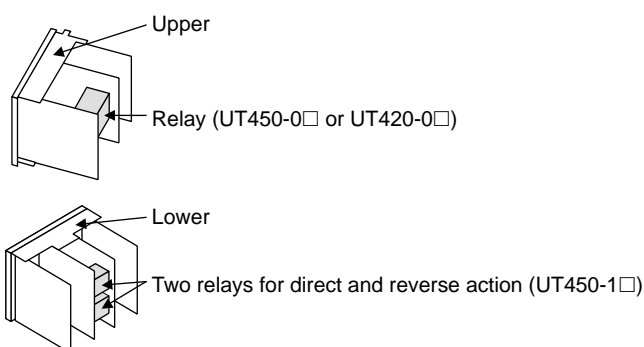 Upper
Relay (UT450-0□ or UT420-0□)
Lower
Two relays for direct and reverse action (UT450-1□)